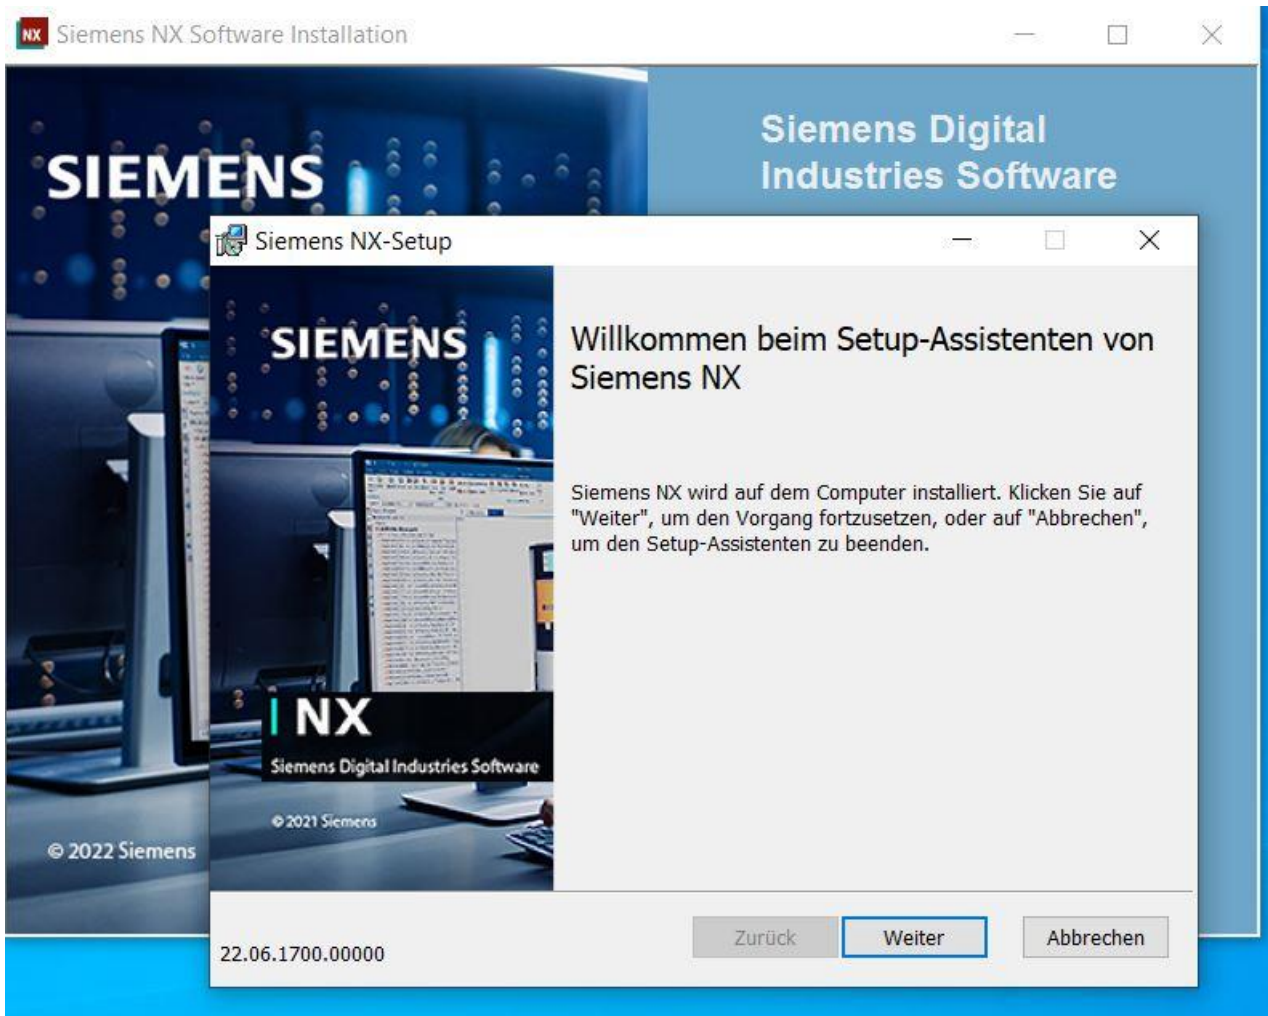 NX Siemens NX Software Installation
SIEMENS
Siemens Digital
Industries Software
Siemens NX-Setup
SIEMENS
Willkommen beim Setup-Assistenten von
Siemens NX
Siemens NX wird auf dem Computer installiert. Klicken Sie auf
"Weiter", um den Vorgang fortzusetzen, oder auf "Abbrechen",
um den Setup-Assistenten zu beenden.
NX
Siemens Digital Industries Software
© 2021 Siemens
© 2022 Siemens
22.06.1700.00000
Zurück
Weiter
Abbrechen